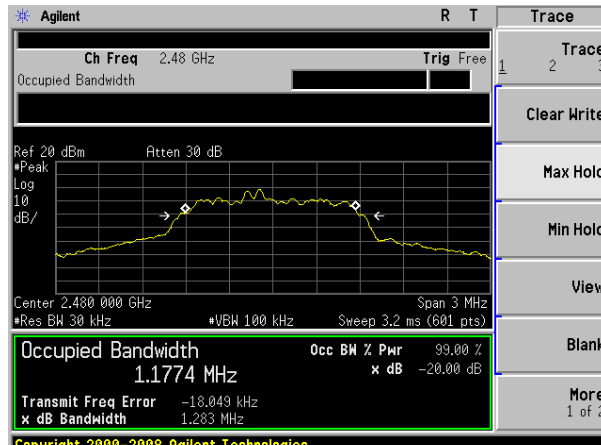 Agilent R T Trace
Ch Freq 2.48 GHz Trig Free
Occupied Bandwidth
Trace
1 2 3
Clear Write
Max Hold
Min Hold
View
Blank
More
1 of 2
Ref 20 dBm Atten 30 dB
#Peak
Log
10
dB/
Center 2.480 000 GHz Span 3 MHz
#Res BW 30 kHz #VBW 100 kHz Sweep 3.2 ms (601 pts)
Occupied Bandwidth Occ BW % Pwr 99.00 %
1.1774 MHz x dB -20.00 dB
Transmit Freq Error -18.049 kHz
x dB Bandwidth 1.283 MHz
Copyright 2000-2008 Agilent Technologies